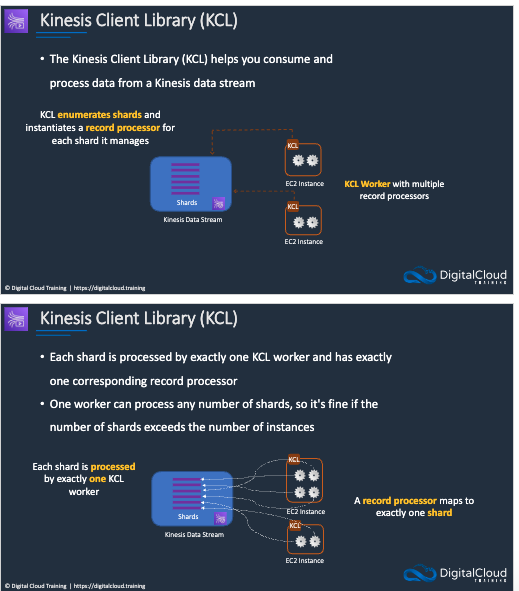 Kinesis Client Library (KCL)
• The Kinesis Client Library (KCL) helps you consume and
process data from a Kinesis data stream
KCL enumerates shards and
instantiates a record processor for
each shard it manages
KCL
EC2 Instance
KCL Worker with multiple
record processors
Shards
Kinesis Data Stream
KCL
EC2 Instance
DigitalCloud
TRAINING
© Digital Cloud Training | https://digitalcloud.training
Kinesis Client Library (KCL)
• Each shard is processed by exactly one KCL worker and has exactly
one corresponding record processor
• One worker can process any number of shards, so it's fine if the
number of shards exceeds the number of instances
Each shard is processed
by exactly one KCL
worker
KCL
EC2 Instance
A record processor maps to
exactly one shard
Shards
Kinesis Data Stream
KCL
EC2 Instance
DigitalCloud
TRAINING
© Digital Cloud Training | https://digitalcloud.training